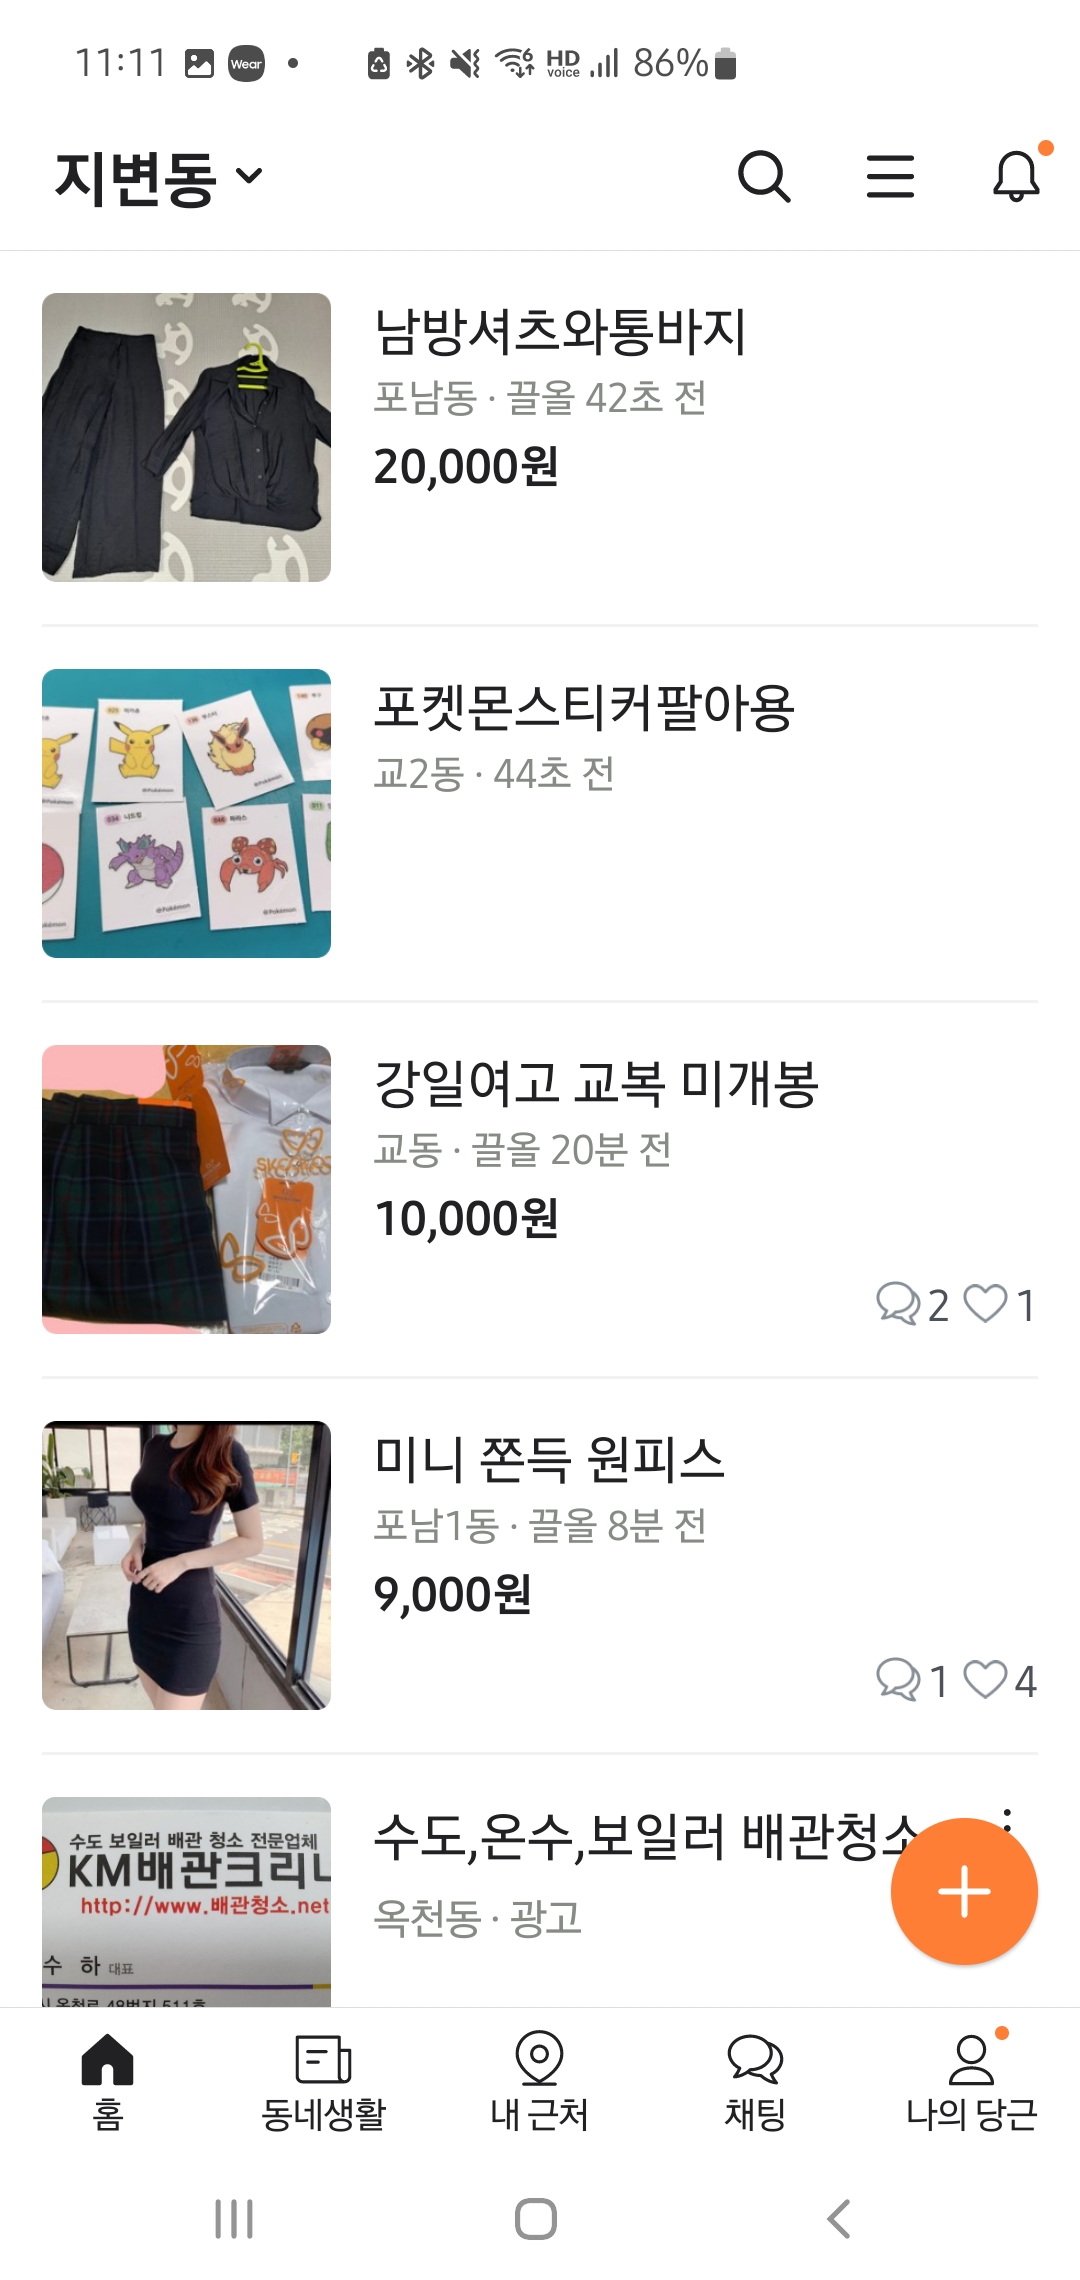 11:11 Wear HD voice 6 86%
지변동
남방셔츠와통바지
포남동 · 끌올 42초 전
20,000원
포켓몬스티커팔아용
교2동 · 44초 전
@Pokémon
@Pokémon
@Pokémon
강일여고 교복 미개봉
교동 · 끌올 20분 전
10,000원
2 1
미니 쫀득 원피스
포남1동 · 끌올 8분 전
9,000원
1 4
수도,온수,보일러 배관청소
옥천동 · 광고
수도 보일러 배관 청소 전문업체
KM배관크리
http://www.배관청소.net
수 하 대표
홈 동네생활 내 근처 채팅 나의 당근